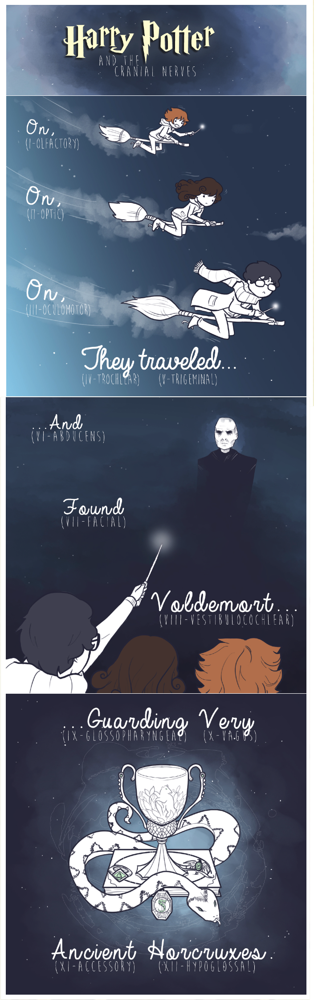 Harry Potter
AND THE
CRANIAL NERVES
On,
(I-OLFACTORY)
On,
(II-OPTIC)
On,
(III-OCULOMOTOR)
They traveled...
(IV-TROCHLEAR) (V-TRIGEMINAL)
...And
(VI-ABDUCENS)
Found
(VII-FACIAL)
Voldemort...
(VIII-VESTIBULOCOCHLEAR)
...Guarding Very
(IX-GLOSSOPHARYNGEAL) (X-VAGUS)
Ancient Horcruxes.
(XI-ACCESSORY) (XII-HYPOGLOSSAL)